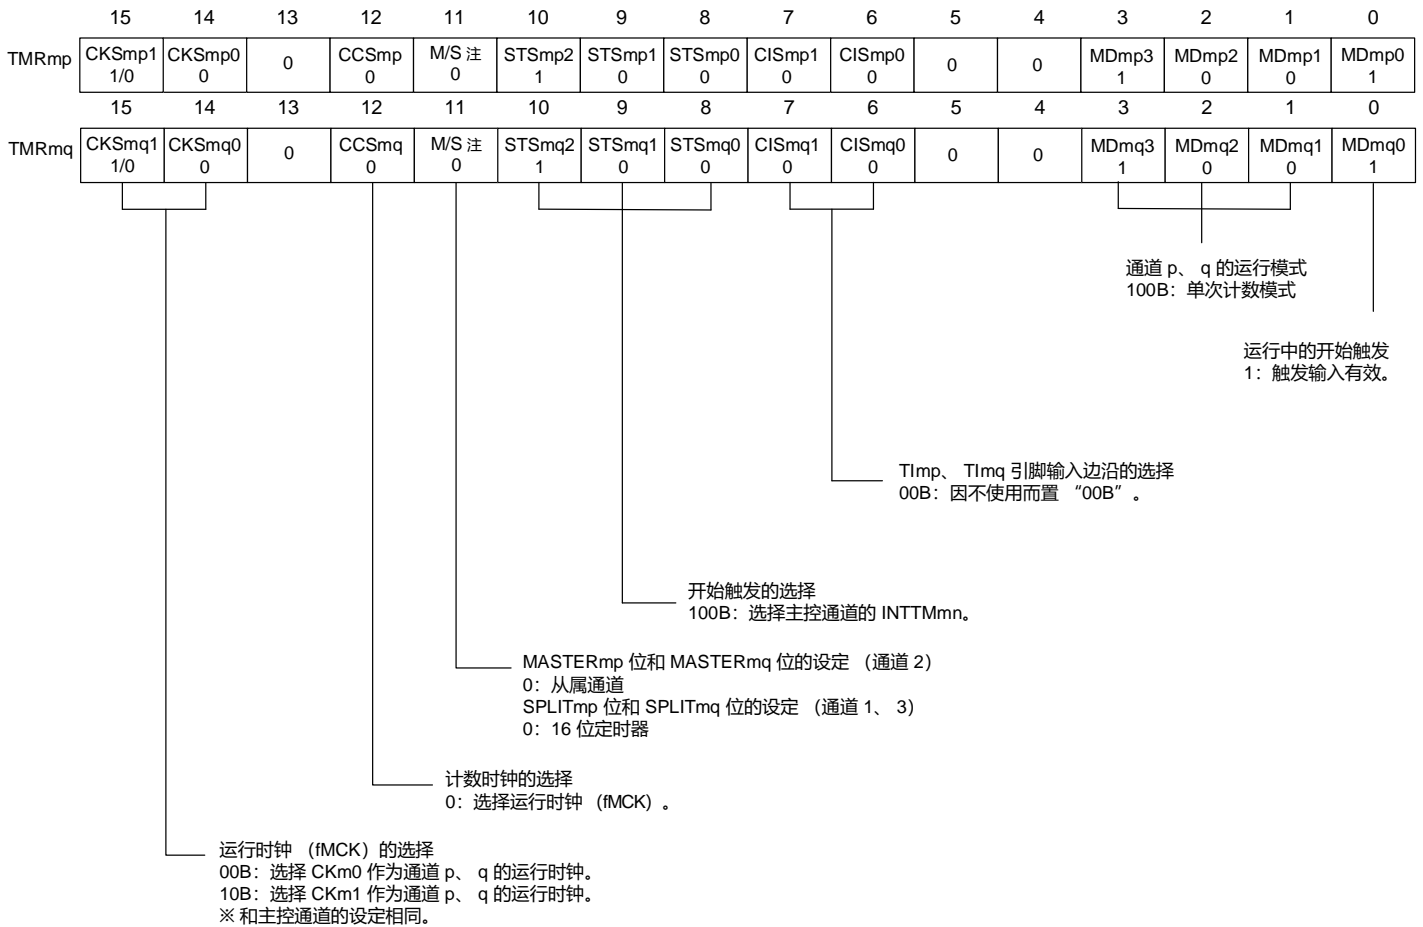 15 14 13 12 11 10 9 8 7 6 5 4 3 2 1 0
TMRmp CKSmp1 CKSmp0 0 CCSmp M/S 注 STSmp2 STSmp1 STSmp0 CISmp1 CISmp0 0 0 MDmp3 MDmp2 MDmp1 MDmp0
1/0 0 0 0 1 0 0 0 0 1 0 0 1
15 14 13 12 11 10 9 8 7 6 5 4 3 2 1 0
TMRmq CKSmq1 CKSmq0 0 CCSmq M/S 注 STSmq2 STSmq1 STSmq0 CISmq1 CISmq0 0 0 MDmq3 MDmq2 MDmq1 MDmq0
1/0 0 0 0 1 0 0 0 0 1 0 0 1
通道 p、 q 的运行模式
100B：单次计数模式
运行中的开始触发
1：触发输入有效。
TImp、 TImq 引脚输入边沿的选择
00B：因不使用而置 “00B”。
开始触发的选择
100B：选择主控通道的 INTTMmn。
MASTERmp 位和 MASTERmq 位的设定 （通道 2）
0：从属通道
SPLITmp 位和 SPLITmq 位的设定 （通道 1、 3）
0：16 位定时器
计数时钟的选择
0：选择运行时钟 （fMCK）。
运行时钟 （fMCK）的选择
00B：选择 CKm0 作为通道 p、 q 的运行时钟。
10B：选择 CKm1 作为通道 p、 q 的运行时钟。
※ 和主控通道的设定相同。